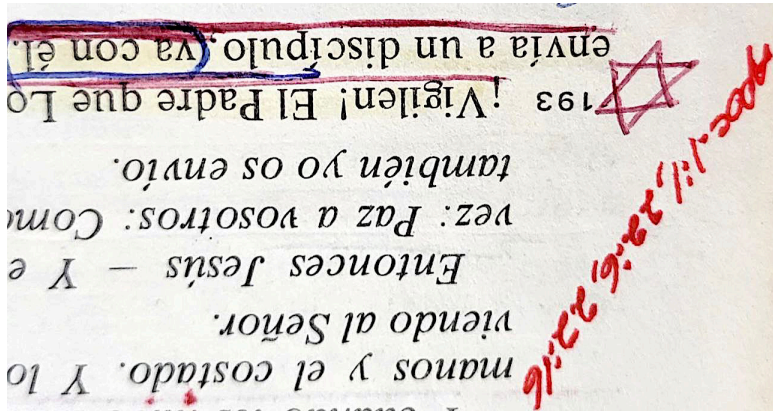 manos y el costado. Y lo
viendo al Señor.
Entonces Jesús – Y e
vez: Paz a vosotros: Como
también yo os envío.
193 ¡Vigilen! El Padre que Lo
envía a un discípulo, va con él.
Apoc. 1:1, 22:6, 22:16